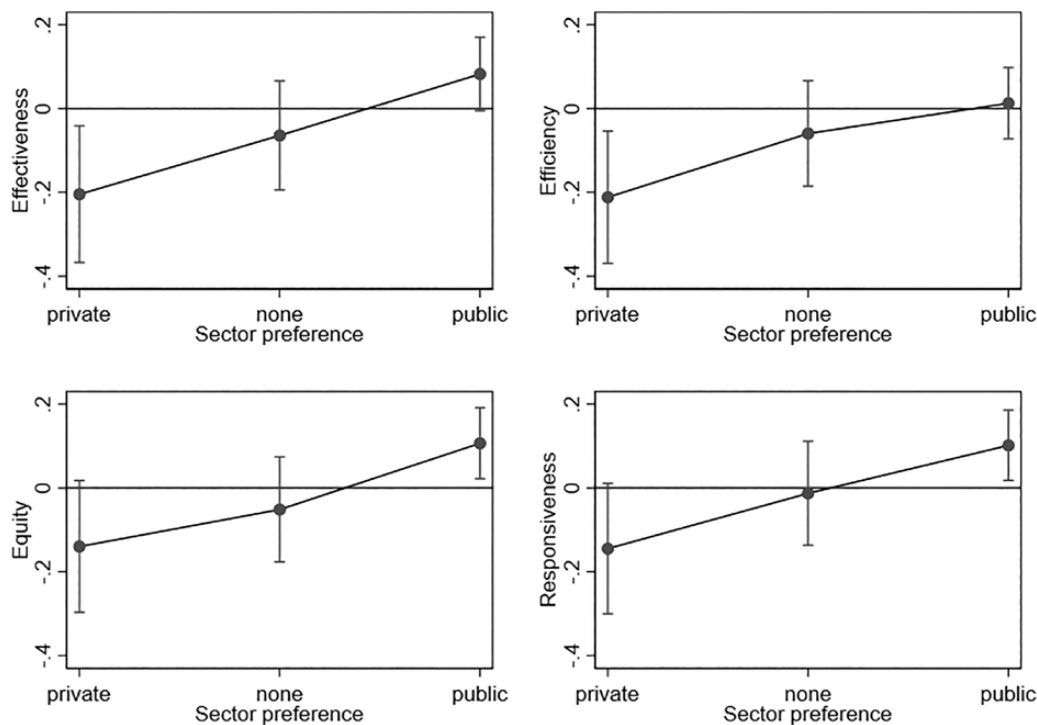 Effectiveness
.2
0
-.2
-.4
private none public
Sector preference
Efficiency
.2
0
-.2
-.4
private none public
Sector preference
Equity
.2
0
-.2
-.4
private none public
Sector preference
Responsiveness
.2
0
-.2
-.4
private none public
Sector preference